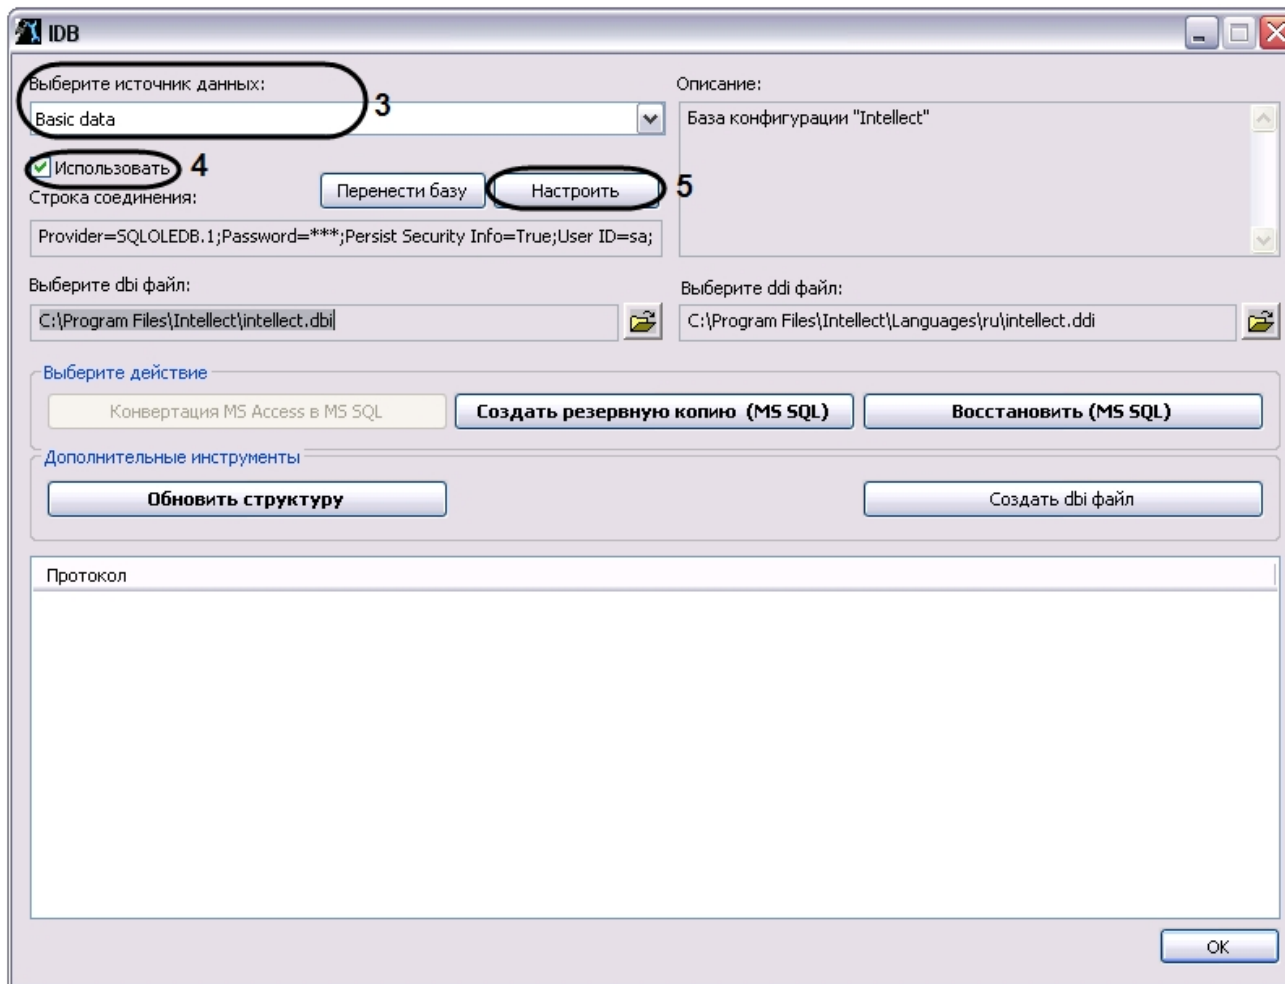 IDB
Выберите источник данных:
Basic data
3
Использовать
4
Строка соединения:
Перенести базу
Настроить
5
Provider=SQLOLEDB.1;Password=***;Persist Security Info=True;User ID=sa;
Описание:
База конфигурации "Intellect"
Выберите dbi файл:
C:\Program Files\Intellect\intellect.dbi
Выберите ddi файл:
C:\Program Files\Intellect\Languages\ru\intellect.ddi
Выберите действие
Конвертация MS Access в MS SQL
Создать резервную копию (MS SQL)
Восстановить (MS SQL)
Дополнительные инструменты
Обновить структуру
Создать dbi файл
Протокол
OK